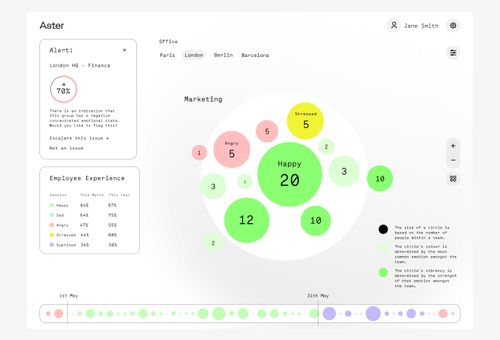 Aster
Jane Smith
Alert:
×
London HQ - Finance
70%
There is an indication that
this group has a negative
concentrated emotional state.
Would you like to flag this?
Escalate this issue
Not an issue
Employee Experience
Emotion This Month This Year
Happy 84% 87%
Sad 64% 75%
Angry 47% 55%
Stressed 44% 60%
Suprised 34% 50%
Office
Paris London Berlin Barcelona
Marketing
Stressed
5
5
2
Angry
5
1
Happy
20
3
10
3
12
10
2
+
−
The size of a circle is
based on the number of
people within a team.
The circle's colour is
determined by the most
common emotion amongst the
team.
The circle's vibrancy is
determined by the strength
of that emotion amongst the
team.
1st May
31th May